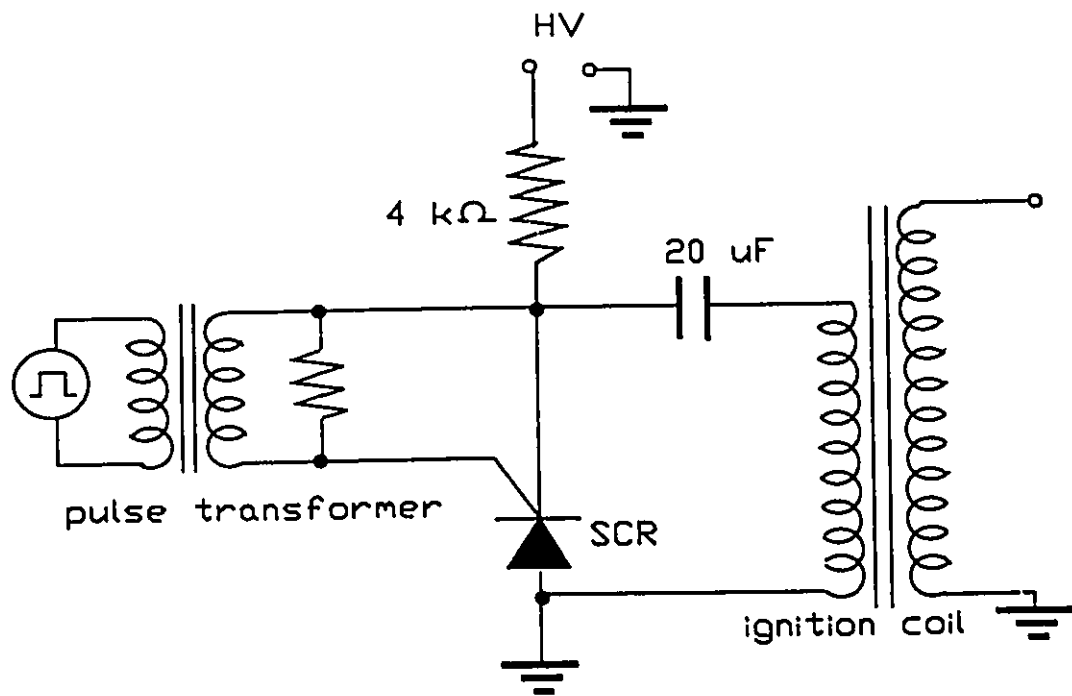 HV
4 kΩ
20 uF
pulse transformer
SCR
ignition coil